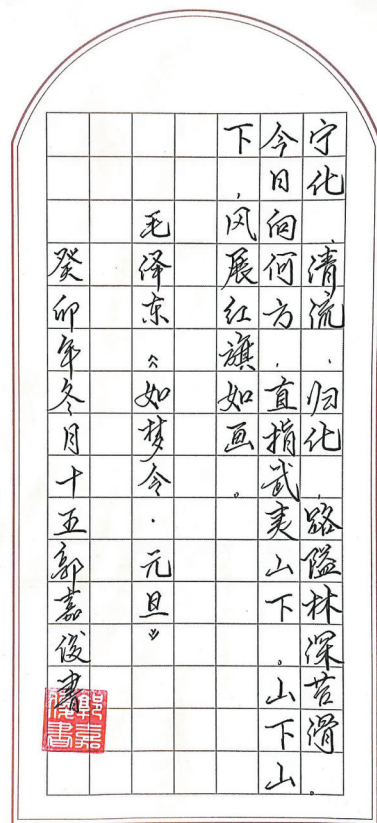 宁化、清流、归化，路隘林深苔滑。
今日向何方，直指武夷山下。山下山
下，风展红旗如画。
毛泽东《如梦令·元旦》
癸卯年冬月十五郭嘉俊書
郭嘉俊書